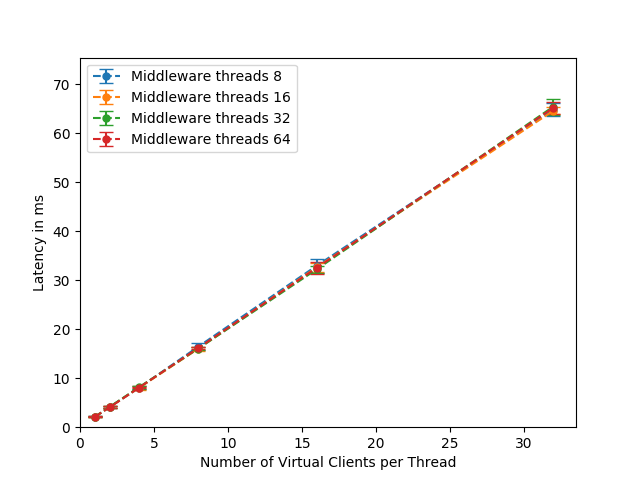 Middleware threads 8
Middleware threads 16
Middleware threads 32
Middleware threads 64
70
60
50
40
30
20
10
0
Latency in ms
0 5 10 15 20 25 30
Number of Virtual Clients per Thread